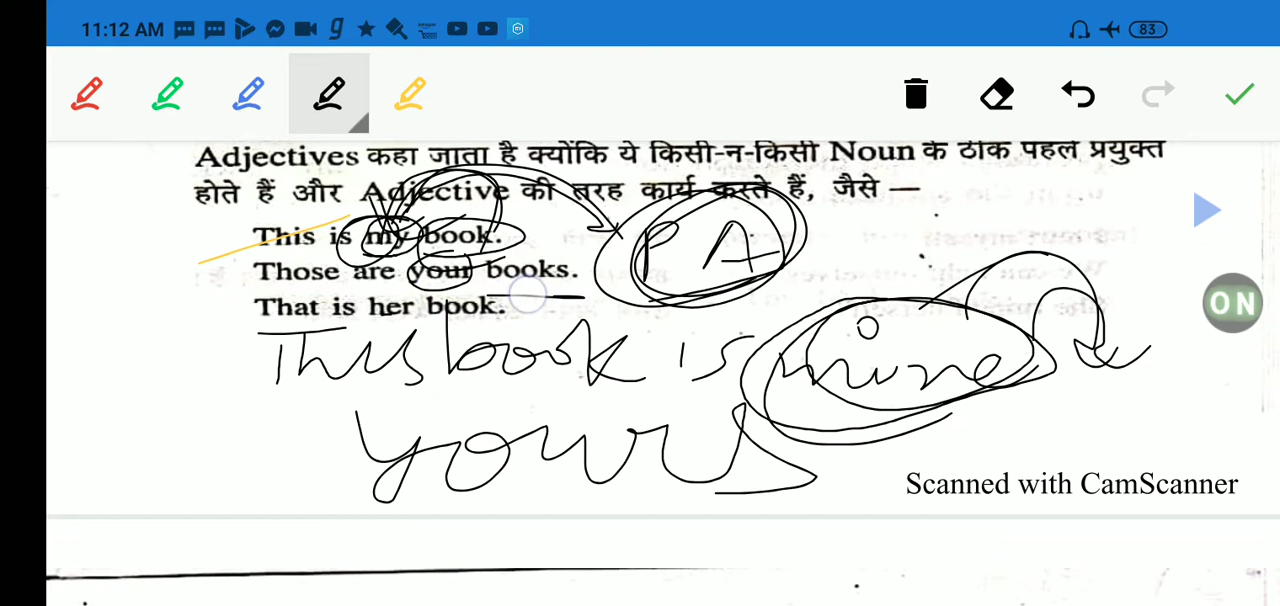 11:12 AM 83
Adjectives कहा जाता है क्योंकि ये किसी-न-किसी Noun के ठीक पहले प्रयुक्त
होते हैं और Adjective की तरह कार्य करते हैं, जैसे —
This is my book.
P A
Those are your books.
ON
That is her book.
This book is mine
yours
Scanned with CamScanner